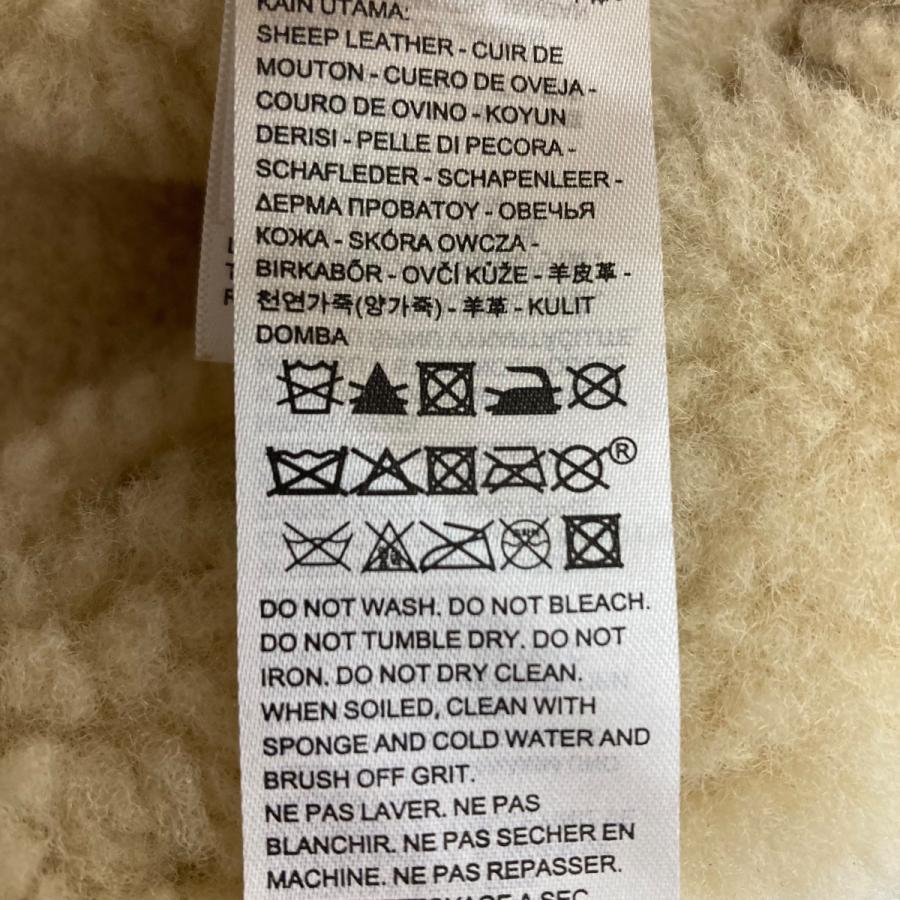 KAIN UTAMA:
SHEEP LEATHER - CUIR DE
MOUTON - CUERO DE OVEJA -
COURO DE OVINO - KOYUN
DERISI - PELLE DI PECORA -
SCHAFLEDER - SCHAPENLEER -
ΔΕΡΜΑ ΠΡΟΒΑΤΟΥ - ОВЕЧЬЯ
КОЖА - SKÓRA OWCZA -
BIRKABŐR - OVČÍ KŮŽE - 羊皮革 -
천연가죽(양가죽) - 羊革 - KULIT
DOMBA
®
DO NOT WASH. DO NOT BLEACH.
DO NOT TUMBLE DRY. DO NOT
IRON. DO NOT DRY CLEAN.
WHEN SOILED, CLEAN WITH
SPONGE AND COLD WATER AND
BRUSH OFF GRIT.
NE PAS LAVER. NE PAS
BLANCHIR. NE PAS SECHER EN
MACHINE. NE PAS REPASSER.
A SEC